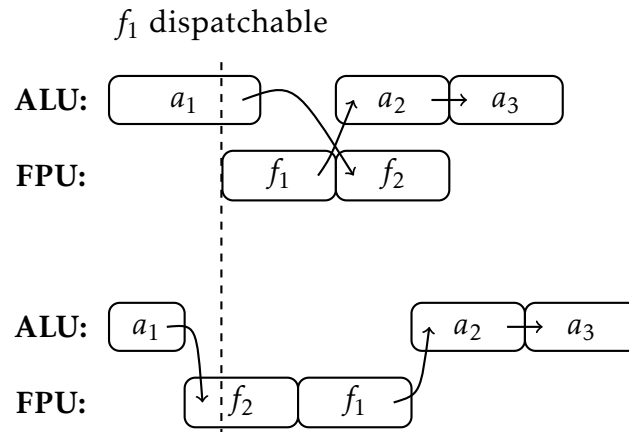 f₁ dispatchable
ALU: a₁ a₂ a₃
FPU: f₁ f₂
ALU: a₁ a₂ a₃
FPU: f₂ f₁